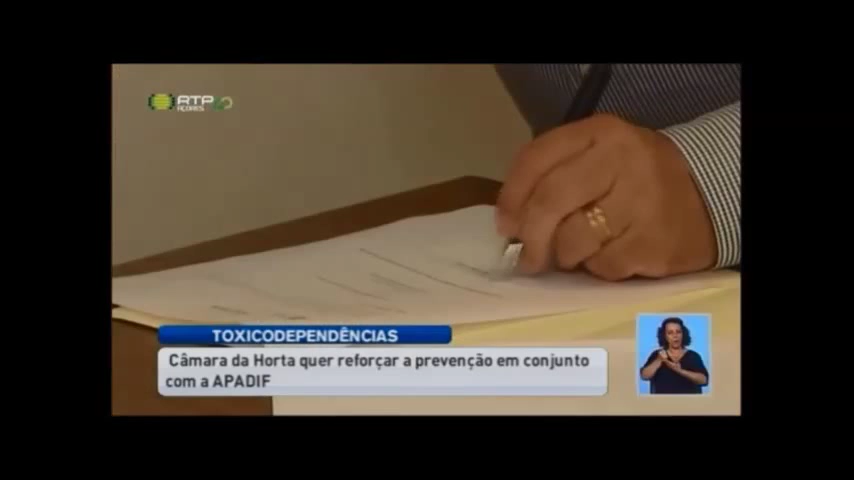 RTP
AÇORES
TOXICODEPENDÊNCIAS
Câmara da Horta quer reforçar a prevenção em conjunto
com a APADIF